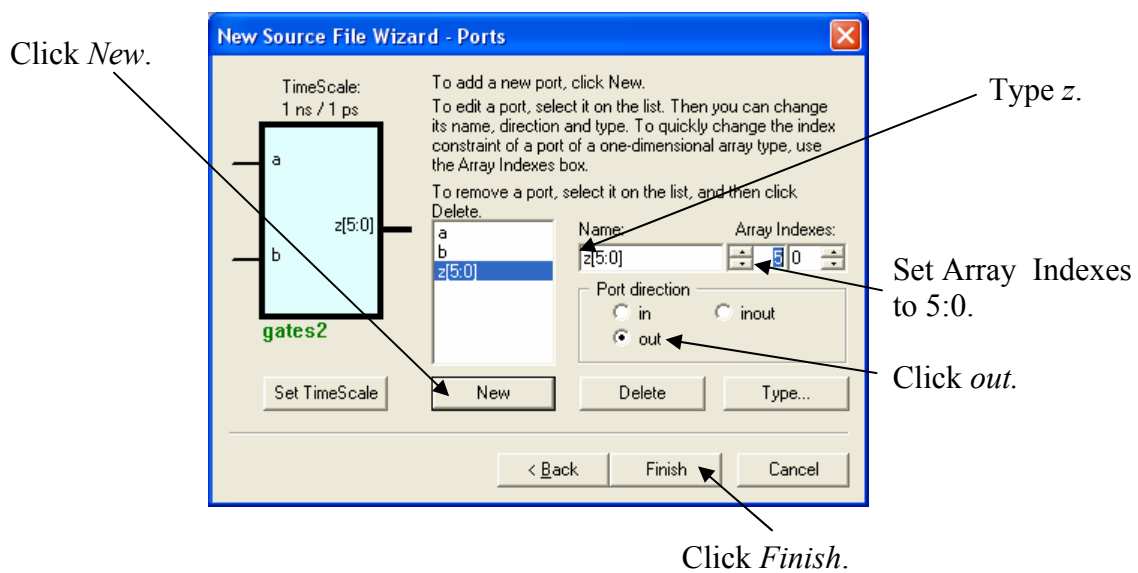 New Source File Wizard - Ports
Click New.
TimeScale:
1 ns / 1 ps
a
b
z[5:0]
gates2
To add a new port, click New.
To edit a port, select it on the list. Then you can change
its name, direction and type. To quickly change the index
constraint of a port of a one-dimensional array type, use
the Array Indexes box.
To remove a port, select it on the list, and then click
Delete.
a
b
z[5:0]
Name:
Array Indexes:
z[5:0]
5
0
Port direction
in
inout
out
Type z.
Set Array Indexes
to 5:0.
Click out.
Set TimeScale
New
Delete
Type...
< Back
Finish
Cancel
Click Finish.